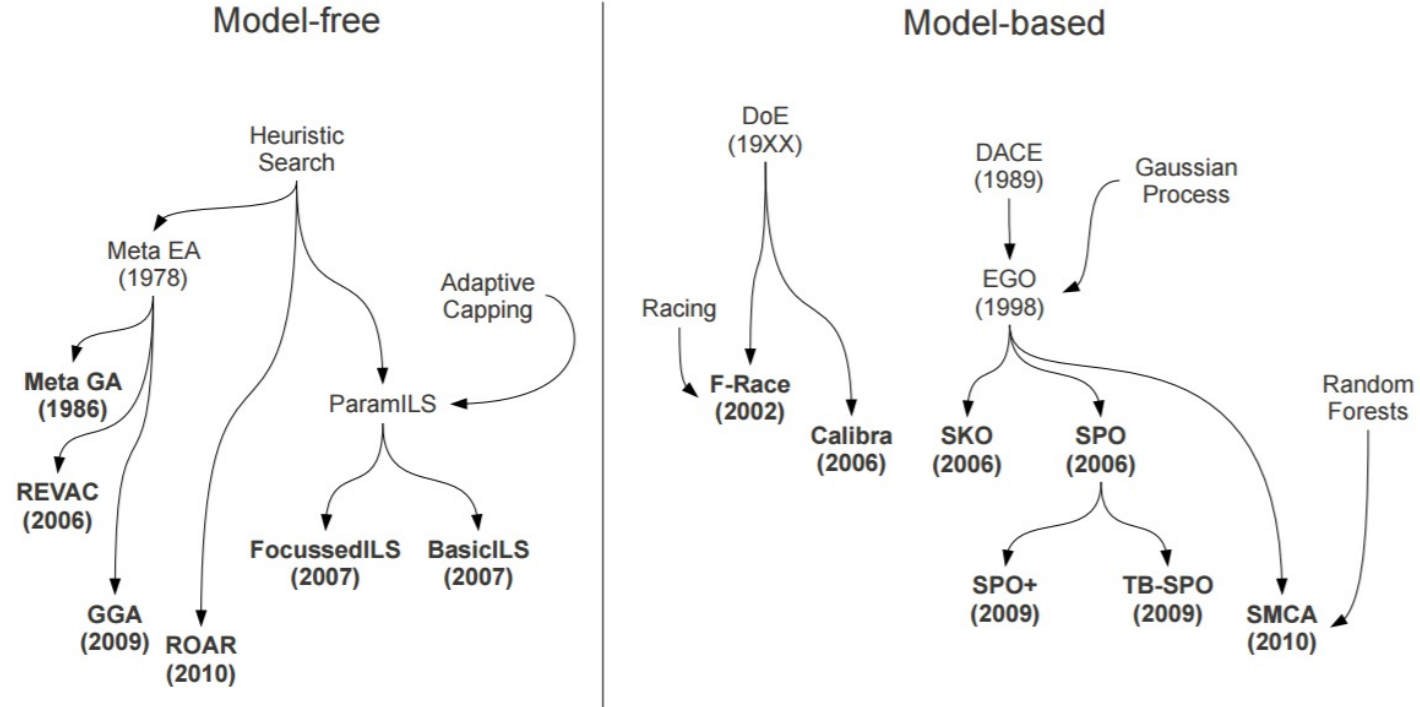 Model-free
Heuristic
Search
Meta EA
(1978)
Adaptive
Capping
Meta GA
(1986)
ParamILS
REVAC
(2006)
FocussedILS
(2007)
BasicILS
(2007)
GGA
(2009)
ROAR
(2010)
Model-based
DoE
(19XX)
DACE
(1989)
Gaussian
Process
EGO
(1998)
Racing
F-Race
(2002)
Calibra
(2006)
SKO
(2006)
SPO
(2006)
Random
Forests
SPO+
(2009)
TB-SPO
(2009)
SMCA
(2010)